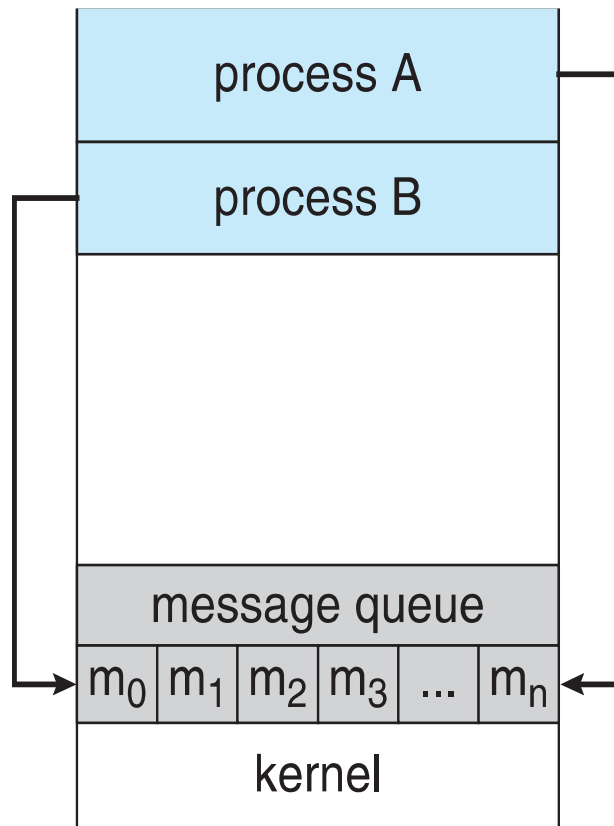 process A
process B
message queue
m₀ m₁ m₂ m₃ ... mₙ
kernel